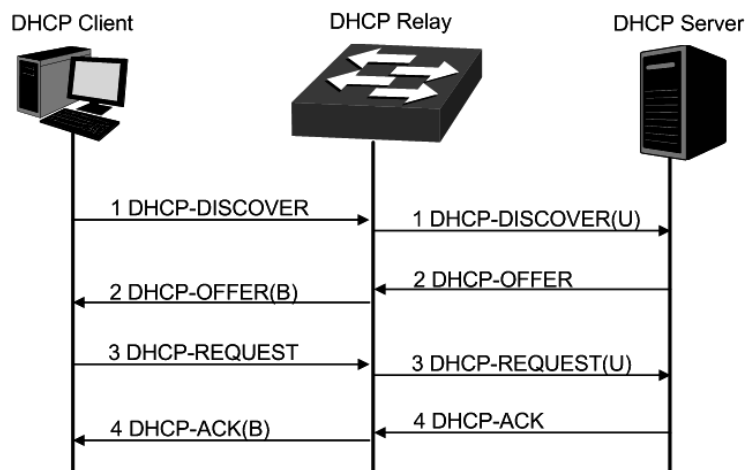 DHCP Client
DHCP Relay
DHCP Server
1 DHCP-DISCOVER
1 DHCP-DISCOVER(U)
2 DHCP-OFFER
2 DHCP-OFFER(B)
3 DHCP-REQUEST
3 DHCP-REQUEST(U)
4 DHCP-ACK
4 DHCP-ACK(B)